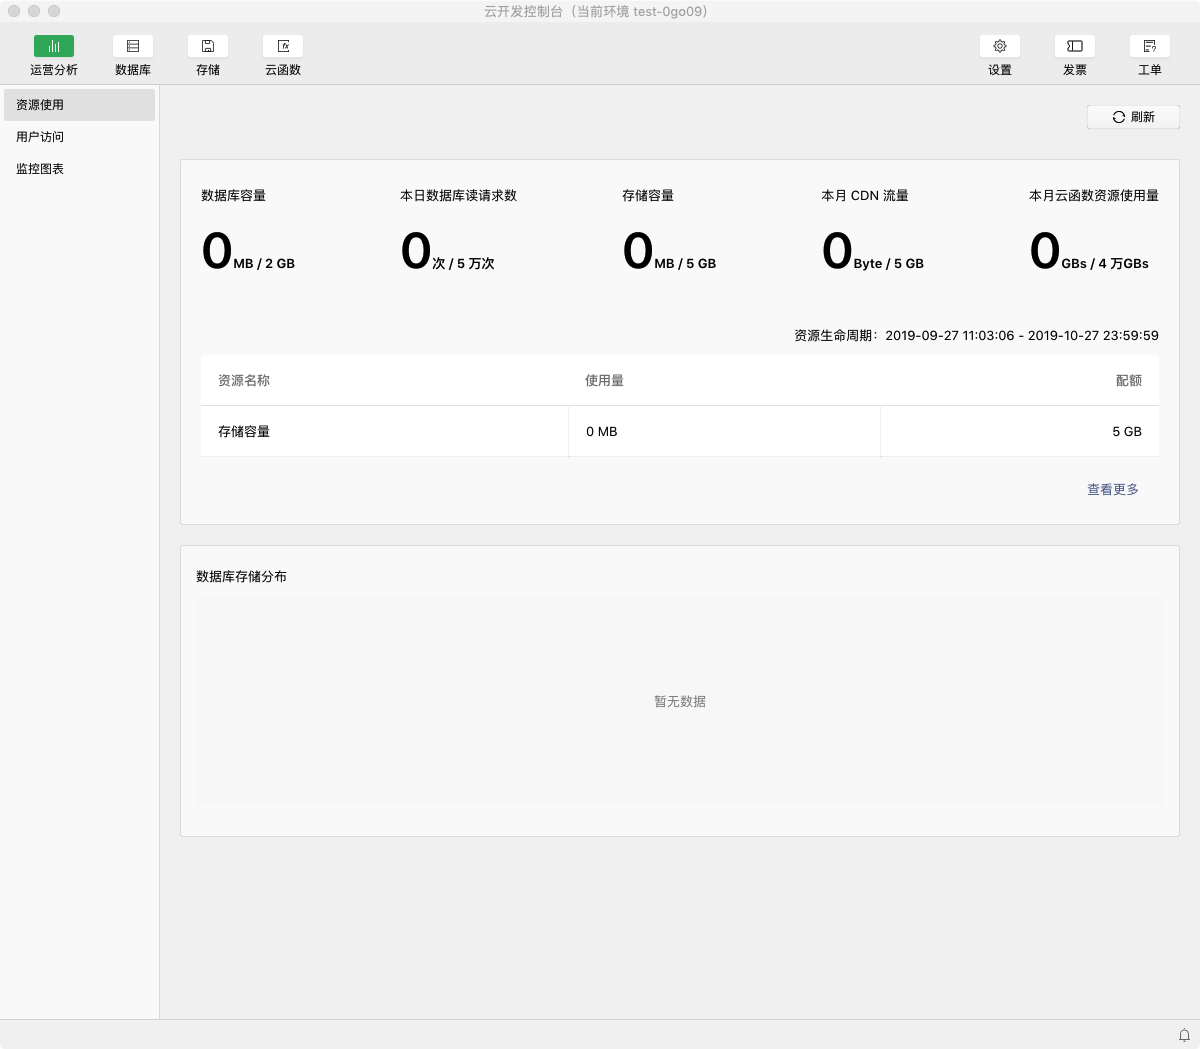 云开发控制台（当前环境 test-0go09）
运营分析 数据库 存储 云函数 设置 发票 工单
资源使用
用户访问
监控图表
刷新
数据库容量 本日数据库读请求数 存储容量 本月 CDN 流量 本月云函数资源使用量
0 MB / 2 GB 0 次 / 5 万次 0 MB / 5 GB 0 Byte / 5 GB 0 GBs / 4 万GBs
资源生命周期：2019-09-27 11:03:06 - 2019-10-27 23:59:59
资源名称 使用量 配额
存储容量 0 MB 5 GB
查看更多
数据库存储分布
暂无数据